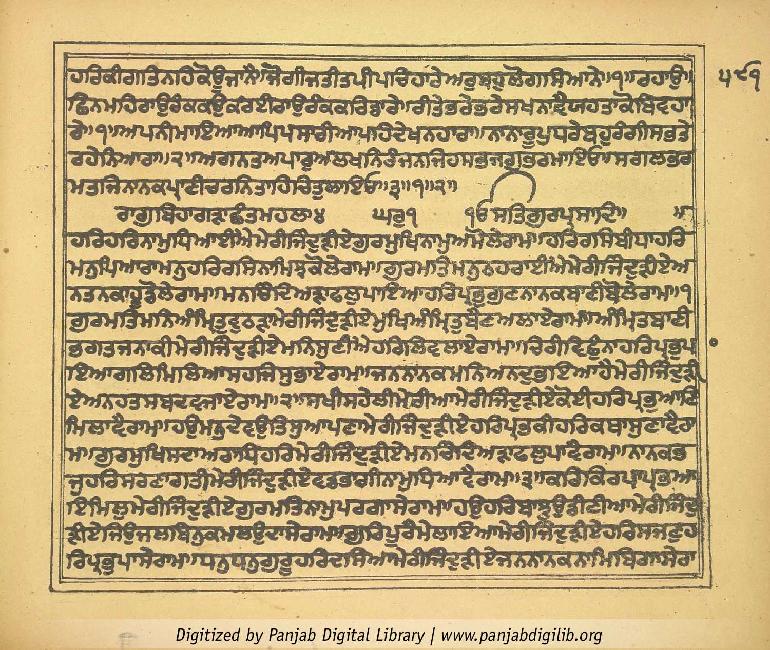 ਹਰਿਕੀਗਤਿਨਹਿਕੋਊਜਾਨੈ॥ਜੋਗੀਜਤੀਤਪੀਪਚਿਹਾਰੇਅਰੁਬਹੁਲੋਗਸਿਆਨੇ॥੧॥ਰਹਾਉ॥
ਛਿਨਮਹਿਰਾਉਰੰਕਕਉਕਰਈਰਾਉਰੰਕਕਰਿਡਾਰੇ॥ਰੀਤੇਭਰੇਭਰੇਸਖਨਾਵੈਯਹਤਾਕੋਬਿਵਹਾ
ਰੇ॥੧॥ਅਪਨੀਮਾਇਆਆਪਿਪਸਾਰੀਆਪਹਿਦੇਖਨਹਾਰਾ॥ਨਾਨਾਰੂਪੁਧਰੇਬਹੁਰੰਗੀਸਭਤੇ
ਰਹੈਨਿਆਰਾ॥੨॥ਅਗਨਤਅਪਾਰੁਅਲਖਨਿਰੰਜਨਜਿਹਸਭਜਗੁਭਰਮਾਇਓ॥ਸਗਲਭਰ
ਮਤਜਿਨਾਨਕਪ੍ਰਾਣੀਚਰਨਿਤਾਹਿਚਿਤੁਲਾਇਓ॥੩॥੧॥੨॥
ਰਾਗੁਬਿਹਾਗੜਾਛੰਤਮਹਲਾ੪ ਘਰੁ੧ ੴਸਤਿਗੁਰਪ੍ਰਸਾਦਿ॥
ਹਰਿਹਰਿਨਾਮੁਧਿਆਈਐਮੇਰੀਜਿੰਦੁੜੀਏਗੁਰਮੁਖਿਨਾਮੁਅਮੋਲੇਰਾਮ॥ਹਰਿਰਸਿਬੀਧਾਹਰਿ
ਮਨੁਪਿਆਰਾਮਨੁਹਰਿਰਸਿਨਾਮਿਝਕੋਲੇਰਾਮ॥ਗੁਰਮਤਿਮਨੁਠਹਰਾਈਐਮੇਰੀਜਿੰਦੁੜੀਏਅ
ਨਤਨਕਾਹੂਡੋਲੇਰਾਮ॥ਮਨਚਿੰਦਿਅੜਾਫਲੁਪਾਇਆਹਰਿਪ੍ਰਭੁਗੁਣਨਾਨਕਬਾਣੀਬੋਲੇਰਾਮ॥੧
ਗੁਰਮਤਿਮਨਿਅੰਮ੍ਰਿਤੁਵੁਠੜਾਮੇਰੀਜਿੰਦੁੜੀਏਮੁਖਿਅੰਮ੍ਰਿਤਬੈਣਅਲਾਏਰਾਮ॥ਅੰਮ੍ਰਿਤਬਾਣੀ
ਭਗਤਜਨਾਕੀਮੇਰੀਜਿੰਦੁੜੀਏਮਨਿਸੁਣੀਐਹਰਿਲਿਵਲਾਏਰਾਮ॥ਚਿਰੀਵਿਛੁੰਨਾਹਰਿਪ੍ਰਭੁਪ
ਇਆਗਲਿਮਿਲਿਆਸਹਜਿਸੁਭਾਏਰਾਮ॥ਜਨਨਾਨਕਮਨਿਅਨਦੁਭਇਆਹੈਮੇਰੀਜਿੰਦੁੜੀ
ਏਅਨਹਤਸਬਦਵਜਾਏਰਾਮ॥੨॥ਸਖੀਸਹੇਲੀਮੇਰੀਆਮੇਰੀਜਿੰਦੁੜੀਏਕੋਈਹਰਿਪ੍ਰਭੁਆਣਿ
ਮਿਲਾਵੈਰਾਮ॥ਹਉਮਨੁਦੇਵਉਤਿਸੁਆਪਣਾਮੇਰੀਜਿੰਦੁੜੀਏਹਰਿਪ੍ਰਭਕੀਹਰਿਕਥਾਸੁਣਾਵੈਰਾ
ਮ॥ਗੁਰਮੁਖਿਸਦਾਅਰਾਧਿਹਰਿਮੇਰੀਜਿੰਦੁੜੀਏਮਨਚਿੰਦਿਅੜਾਫਲੁਪਾਵੈਰਾਮ॥ਨਾਨਕਭ
ਜੁਹਰਿਸਰਣਾਗਤੀਮੇਰੀਜਿੰਦੁੜੀਏਵਡਭਾਗੀਨਾਮੁਧਿਆਵੈਰਾਮ॥੩॥ਕਰਿਕਿਰਪਾਪ੍ਰਭਆ
ਇਮਿਲੁਮੇਰੀਜਿੰਦੁੜੀਏਗੁਰਮਤਿਨਾਮੁਪਰਗਾਸੇਰਾਮ॥ਹਉਹਰਿਬਾਝੁਉਡੀਣੀਆਮੇਰੀਜਿੰਦੁ
ੜੀਏਜਿਉਜਲਬਿਨੁਕਮਲਉਦਾਸੇਰਾਮ॥ਗੁਰਿਪੂਰੈਮੇਲਾਇਆਮੇਰੀਜਿੰਦੁੜੀਏਹਰਿਸਜਣੁਹ
ਰਿਪ੍ਰਭੁਪਾਸੇਰਾਮ॥ਧਨੁਧਨੁਗੁਰੂਹਰਿਦਸਿਆਮੇਰੀਜਿੰਦੁੜੀਏਜਨਨਾਨਕਨਾਮਿਬਿਗਾਸੇਰਾ
Digitized by Panjab Digital Library | www.panjabdigilib.org